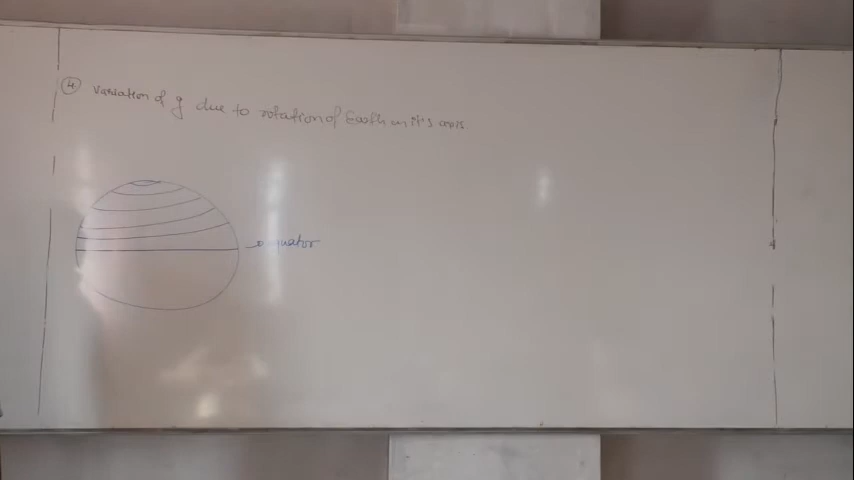 ④ Variation of g due to rotation of Earth on it's axis
equator